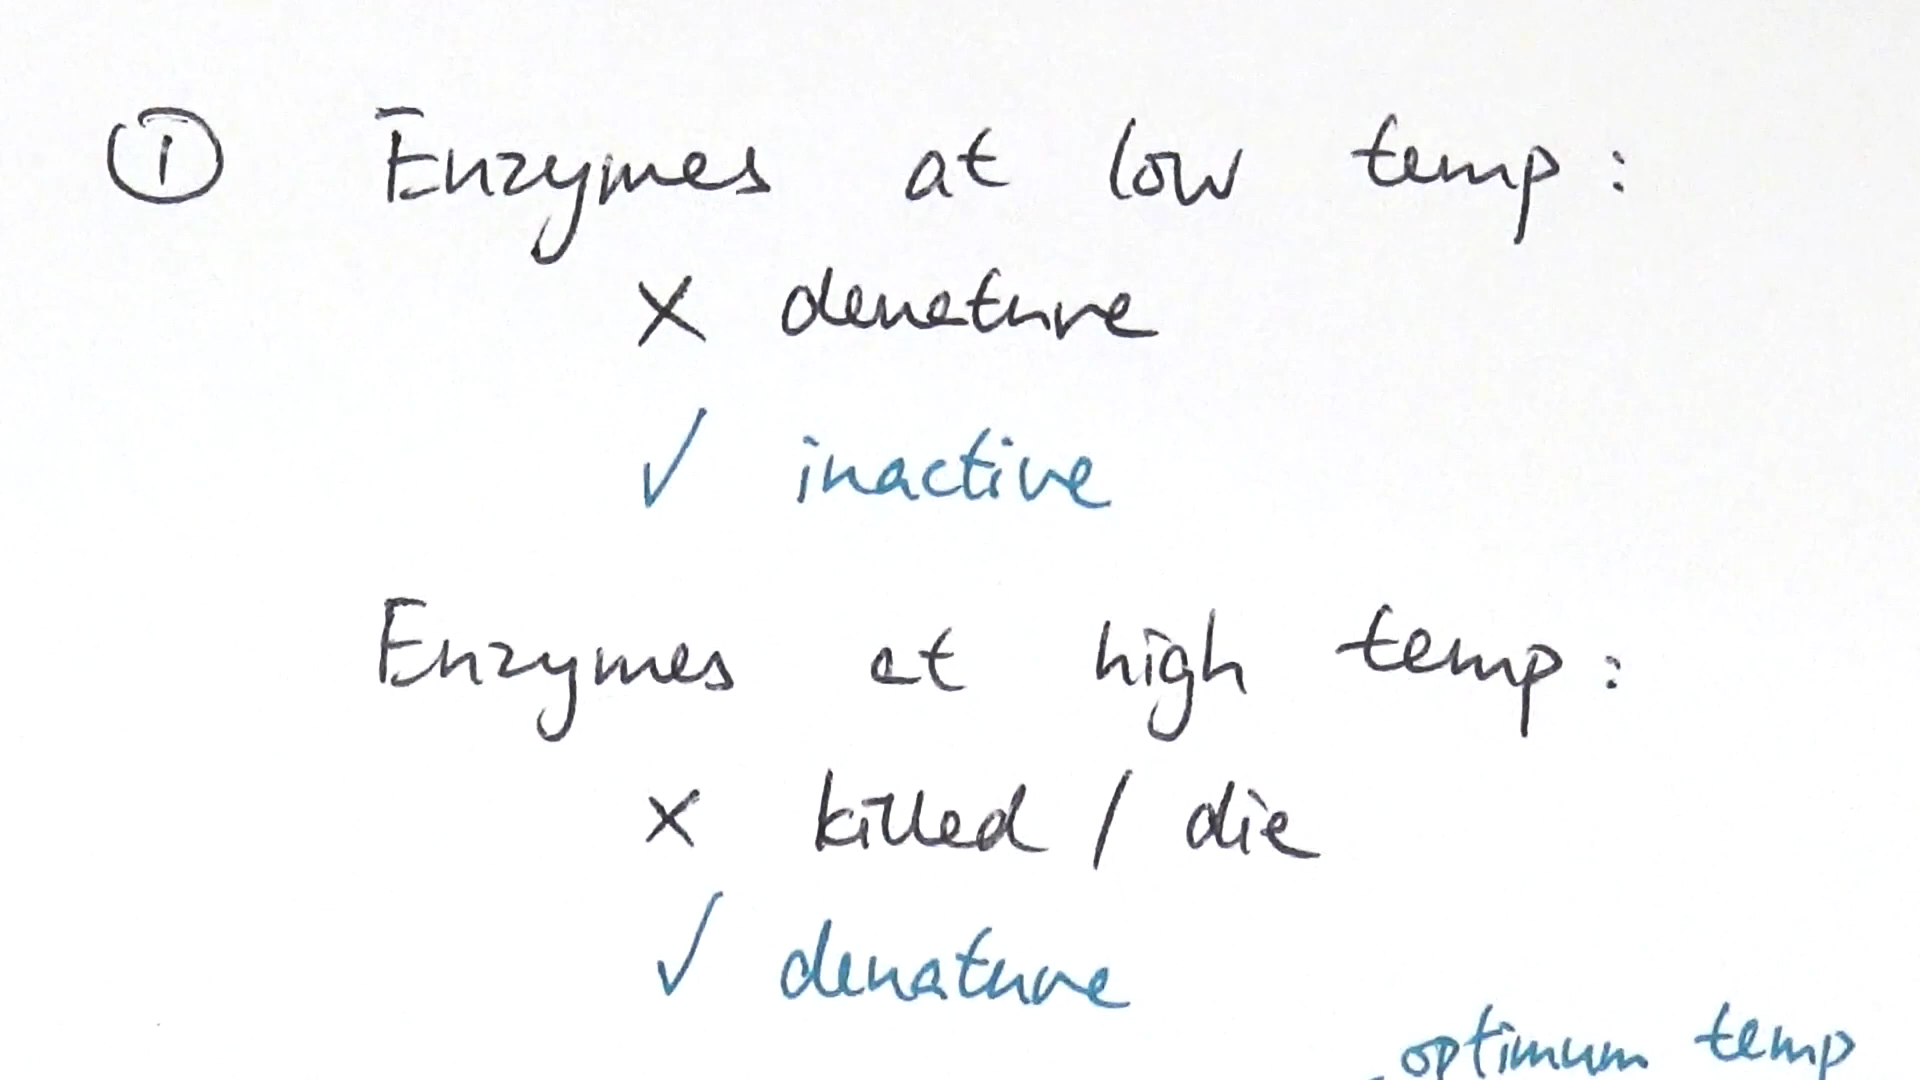 ① Enzymes at low temp:
× denature
✓ inactive
Enzymes at high temp:
× killed / die
✓ denature
optimum temp